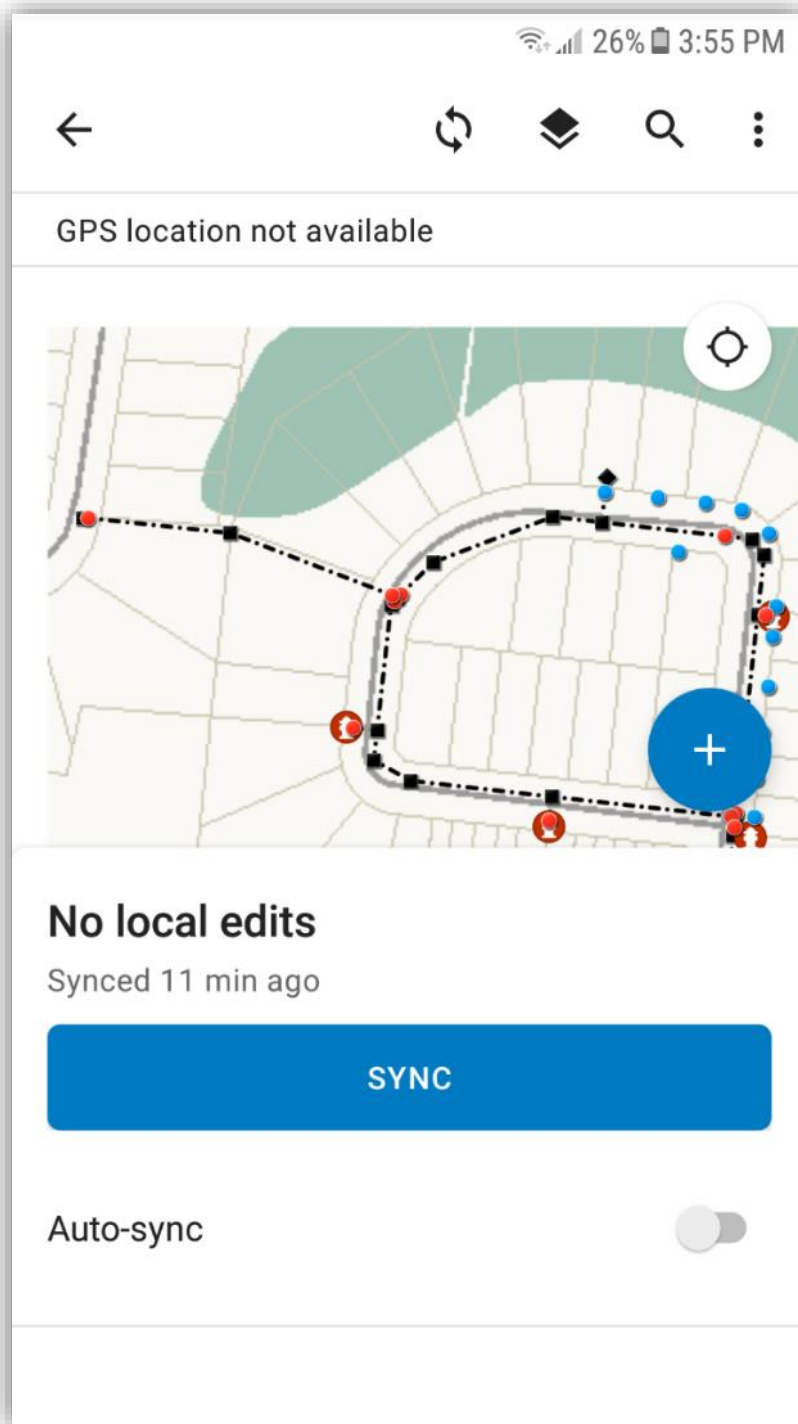 26% 3:55 PM
GPS location not available
No local edits
Synced 11 min ago
SYNC
Auto-sync